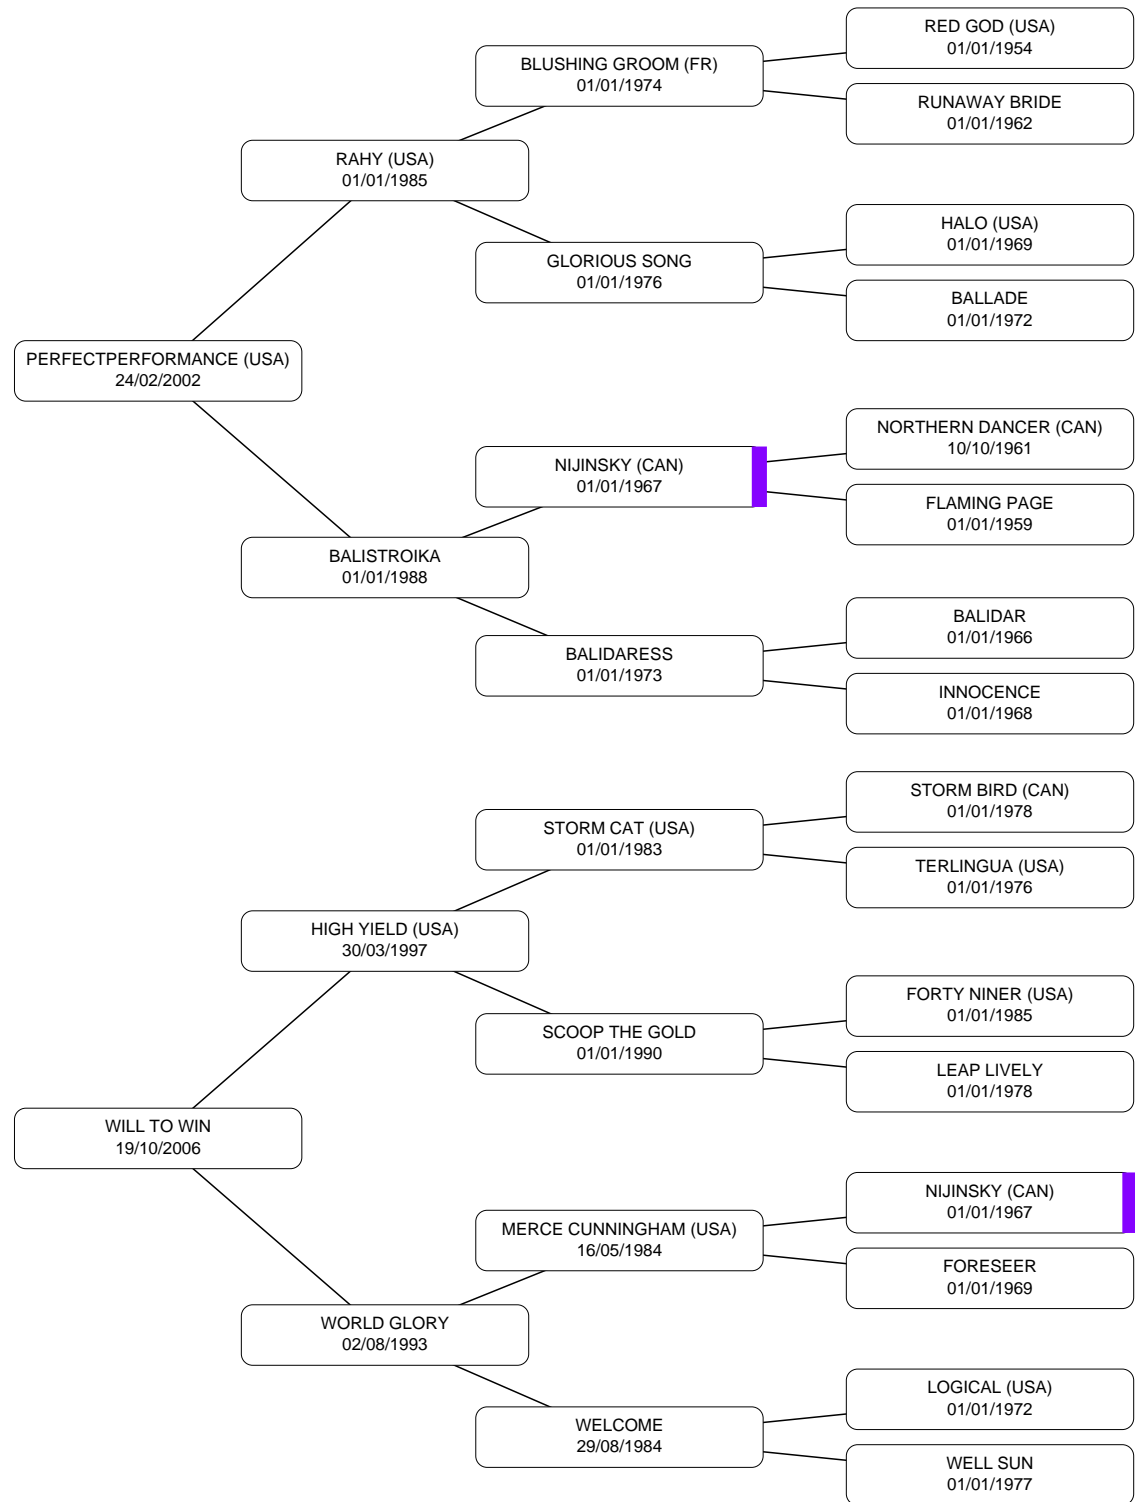 RED GOD (USA)
01/01/1954
BLUSHING GROOM (FR)
01/01/1974
RUNAWAY BRIDE
01/01/1962
RAHY (USA)
01/01/1985
HALO (USA)
01/01/1969
GLORIOUS SONG
01/01/1976
BALLADE
01/01/1972
PERFECTPERFORMANCE (USA)
24/02/2002
NORTHERN DANCER (CAN)
10/10/1961
NIJINSKY (CAN)
01/01/1967
FLAMING PAGE
01/01/1959
BALISTROIKA
01/01/1988
BALIDAR
01/01/1966
BALIDARESS
01/01/1973
INNOCENCE
01/01/1968
STORM BIRD (CAN)
01/01/1978
STORM CAT (USA)
01/01/1983
TERLINGUA (USA)
01/01/1976
HIGH YIELD (USA)
30/03/1997
FORTY NINER (USA)
01/01/1985
SCOOP THE GOLD
01/01/1990
LEAP LIVELY
01/01/1978
WILL TO WIN
19/10/2006
NIJINSKY (CAN)
01/01/1967
MERCE CUNNINGHAM (USA)
16/05/1984
FORESEER
01/01/1969
WORLD GLORY
02/08/1993
LOGICAL (USA)
01/01/1972
WELCOME
29/08/1984
WELL SUN
01/01/1977